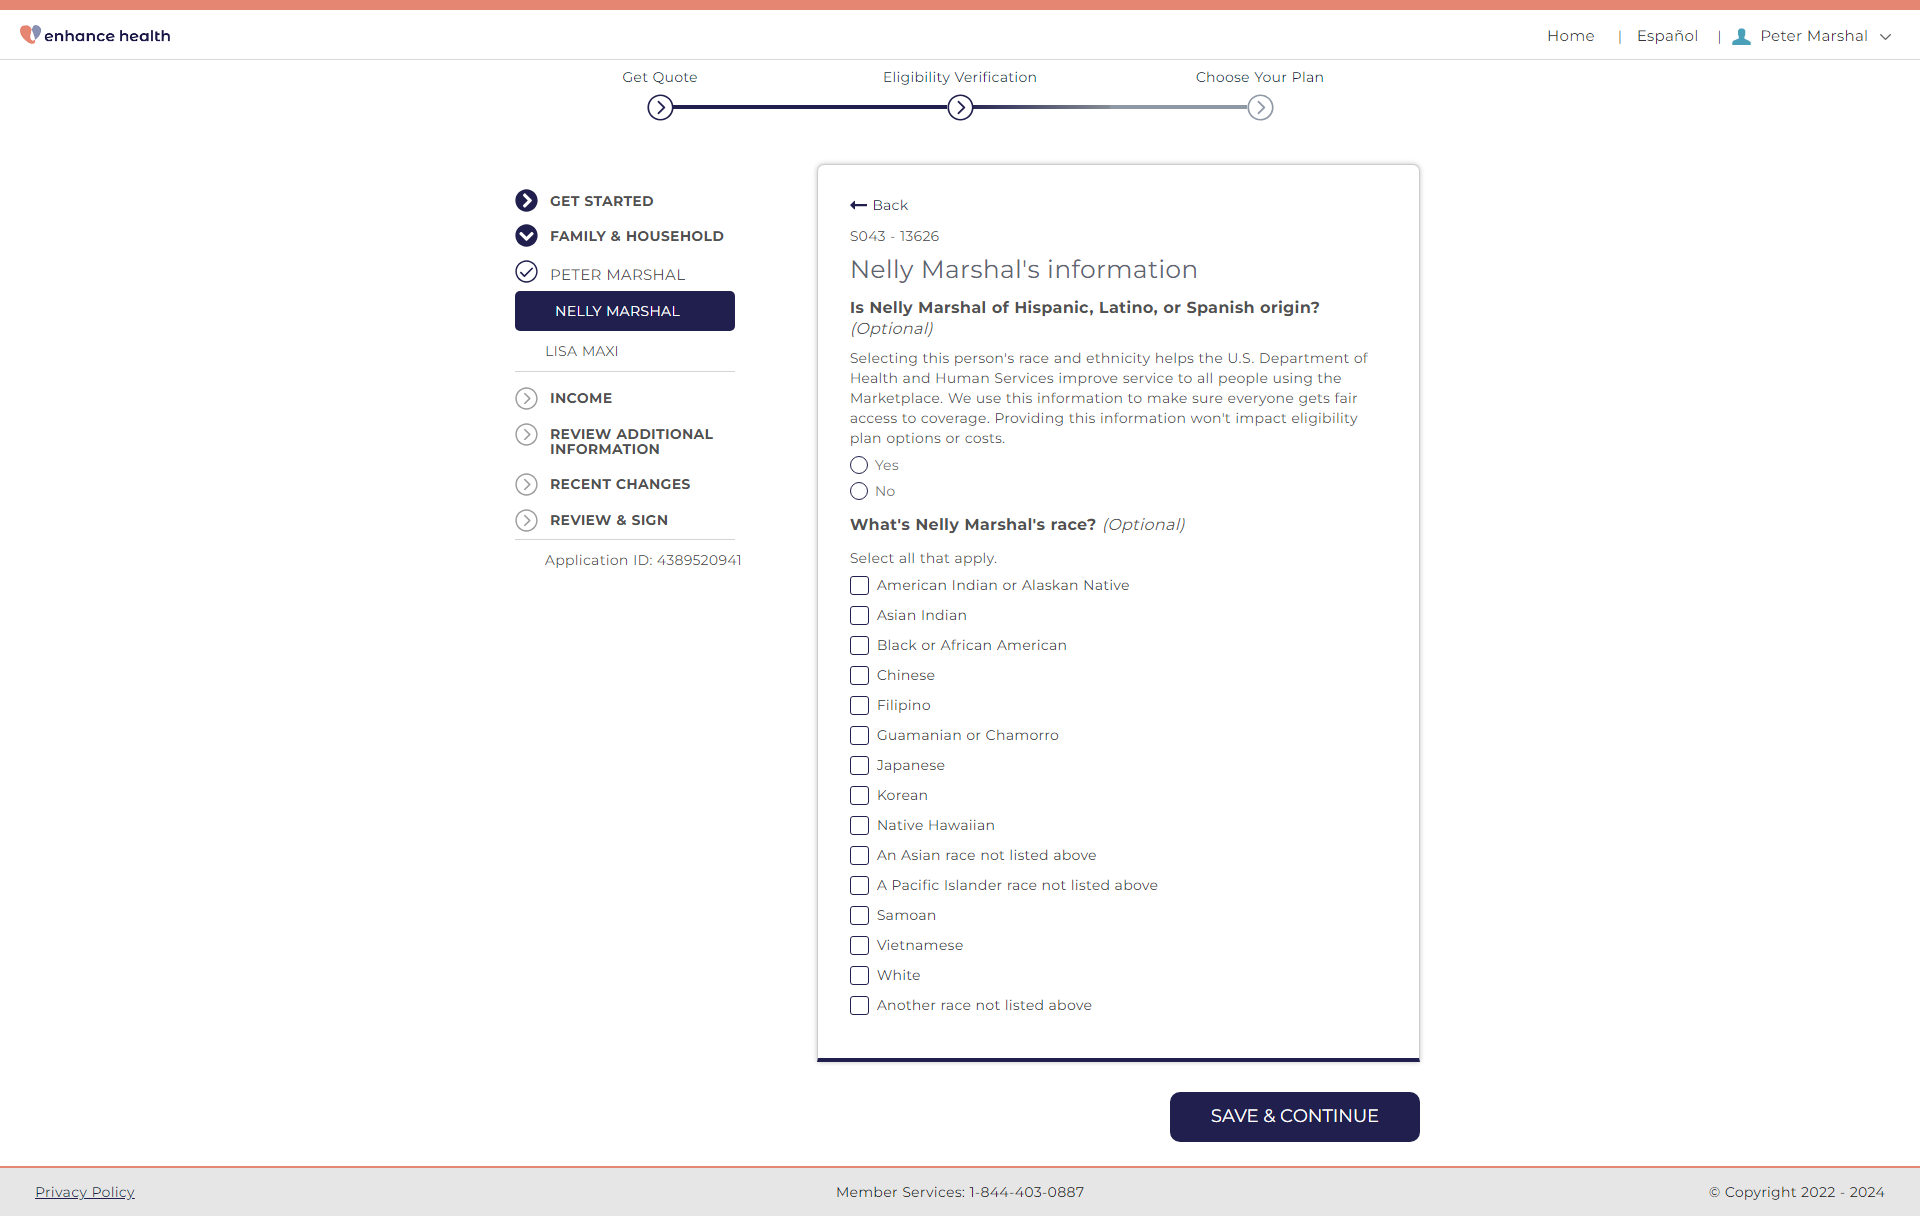 enhance health
Home | Español | Peter Marshal
Get Quote
Eligibility Verification
Choose Your Plan
GET STARTED
FAMILY & HOUSEHOLD
PETER MARSHAL
NELLY MARSHAL
LISA MAXI
INCOME
REVIEW ADDITIONAL
INFORMATION
RECENT CHANGES
REVIEW & SIGN
Application ID: 4389520941
Back
S043 - 13626
Nelly Marshal's information
Is Nelly Marshal of Hispanic, Latino, or Spanish origin?
(Optional)
Selecting this person's race and ethnicity helps the U.S. Department of
Health and Human Services improve service to all people using the
Marketplace. We use this information to make sure everyone gets fair
access to coverage. Providing this information won't impact eligibility
plan options or costs.
Yes
No
What's Nelly Marshal's race? (Optional)
Select all that apply.
American Indian or Alaskan Native
Asian Indian
Black or African American
Chinese
Filipino
Guamanian or Chamorro
Japanese
Korean
Native Hawaiian
An Asian race not listed above
A Pacific Islander race not listed above
Samoan
Vietnamese
White
Another race not listed above
SAVE & CONTINUE
Privacy Policy
Member Services: 1-844-403-0887
© Copyright 2022 - 2024